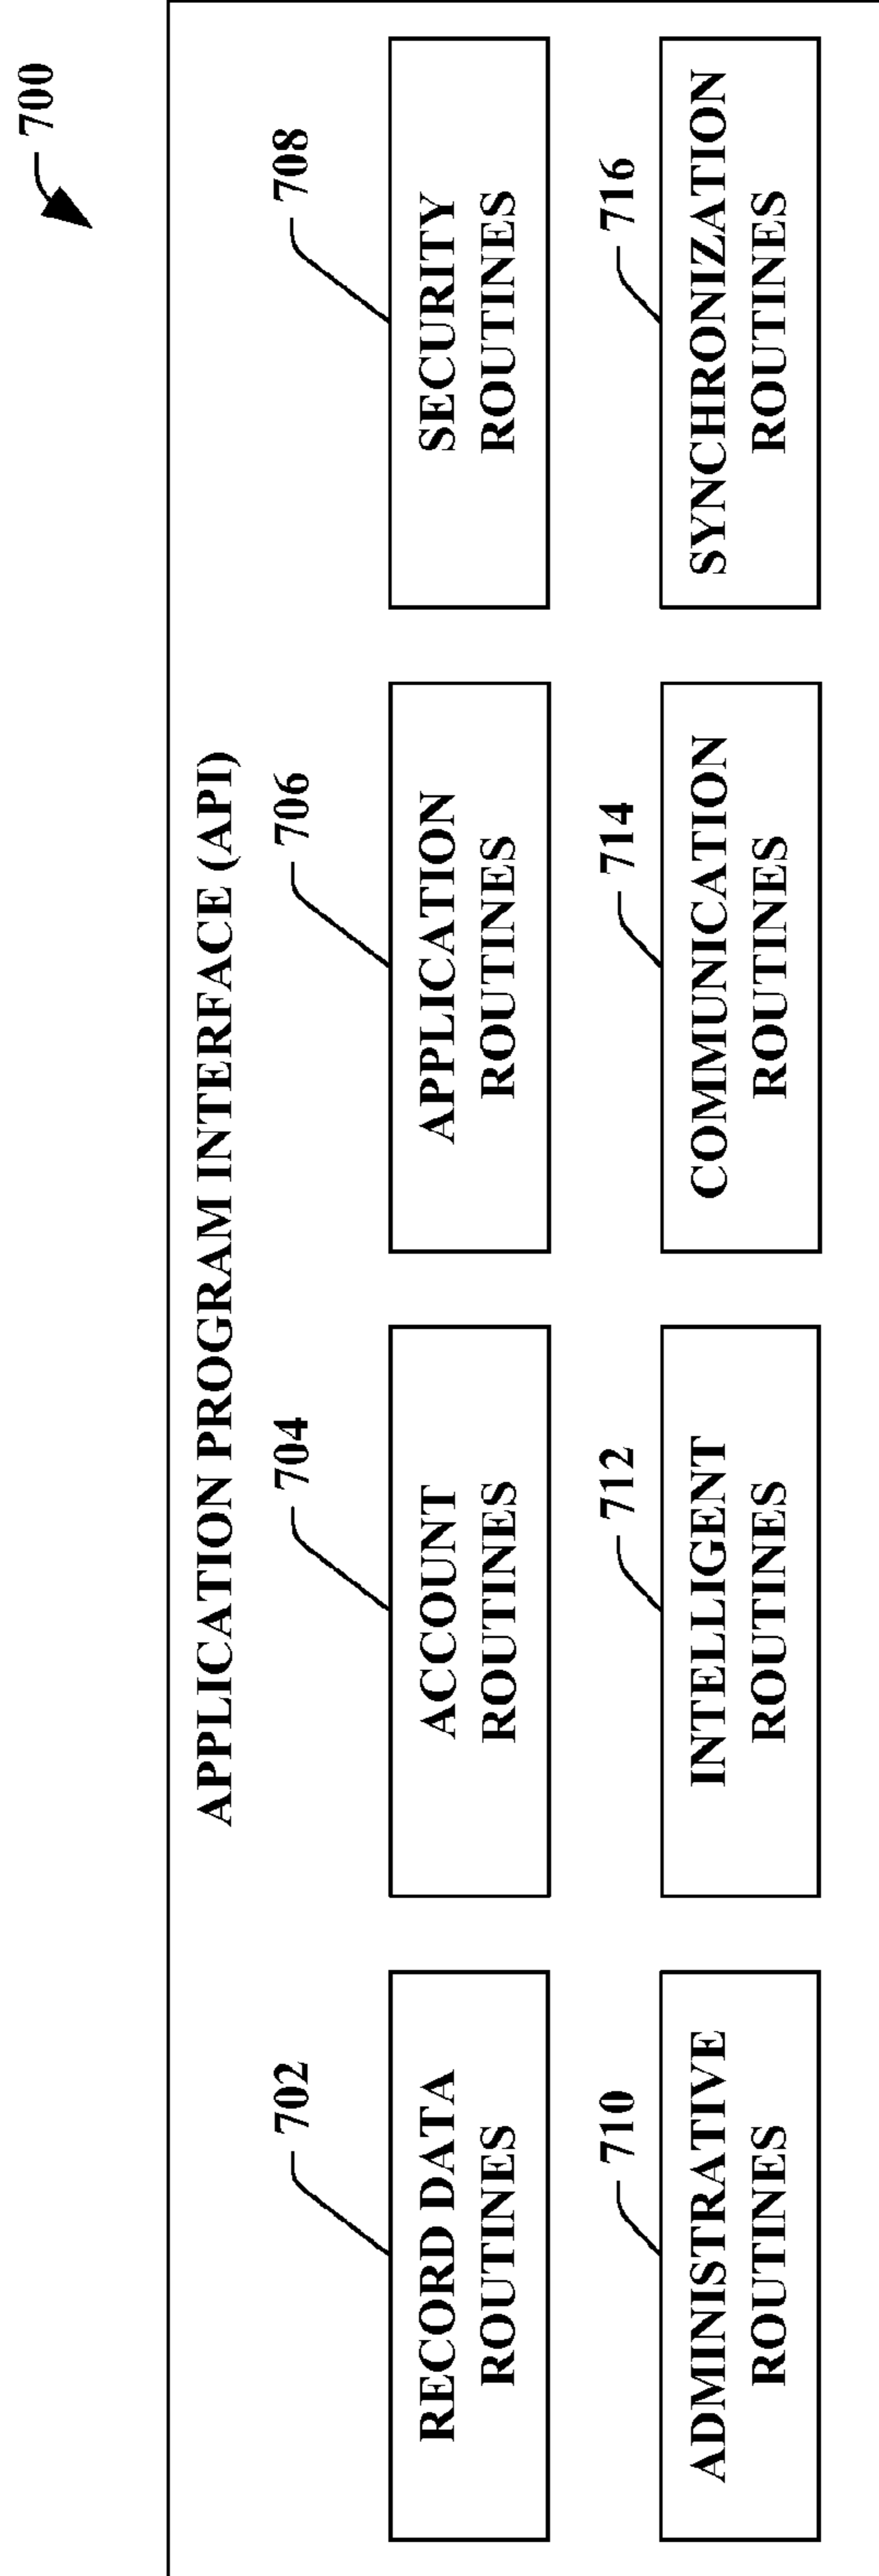 700
APPLICATION PROGRAM INTERFACE (API)
702
704
706
708
RECORD DATA
ROUTINES
ACCOUNT
ROUTINES
APPLICATION
ROUTINES
SECURITY
ROUTINES
710
712
714
716
ADMINISTRATIVE
ROUTINES
INTELLIGENT
ROUTINES
COMMUNICATION
ROUTINES
SYNCHRONIZATION
ROUTINES